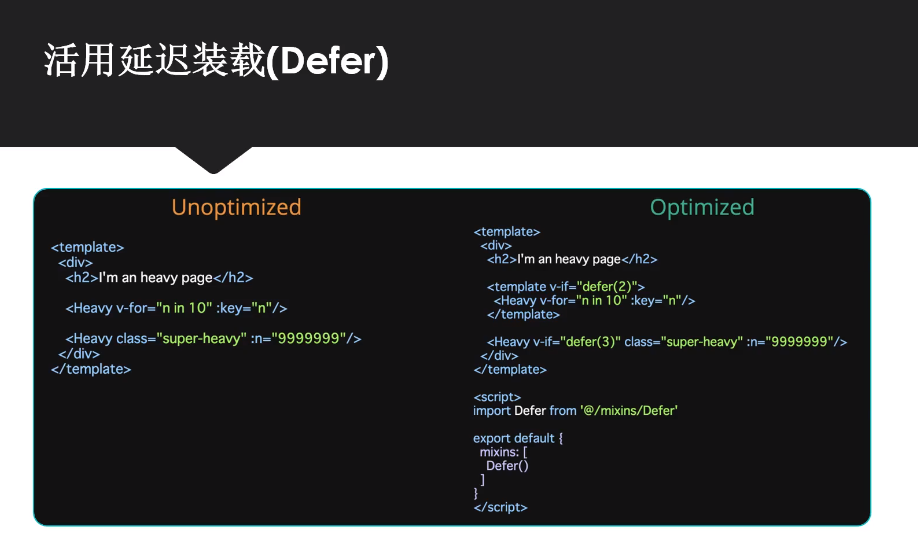 活用延迟装载(Defer)
Unoptimized
<template>
<div>
<h2>I'm an heavy page</h2>
<Heavy v-for="n in 10" :key="n"/>
<Heavy class="super-heavy" :n="9999999"/>
</div>
</template>
Optimized
<template>
<div>
<h2>I'm an heavy page</h2>
<template v-if="defer(2)">
<Heavy v-for="n in 10" :key="n"/>
</template>
<Heavy v-if="defer(3)" class="super-heavy" :n="9999999"/>
</div>
</template>
<script>
import Defer from '@/mixins/Defer'
export default {
mixins: [
Defer()
]
}
</script>